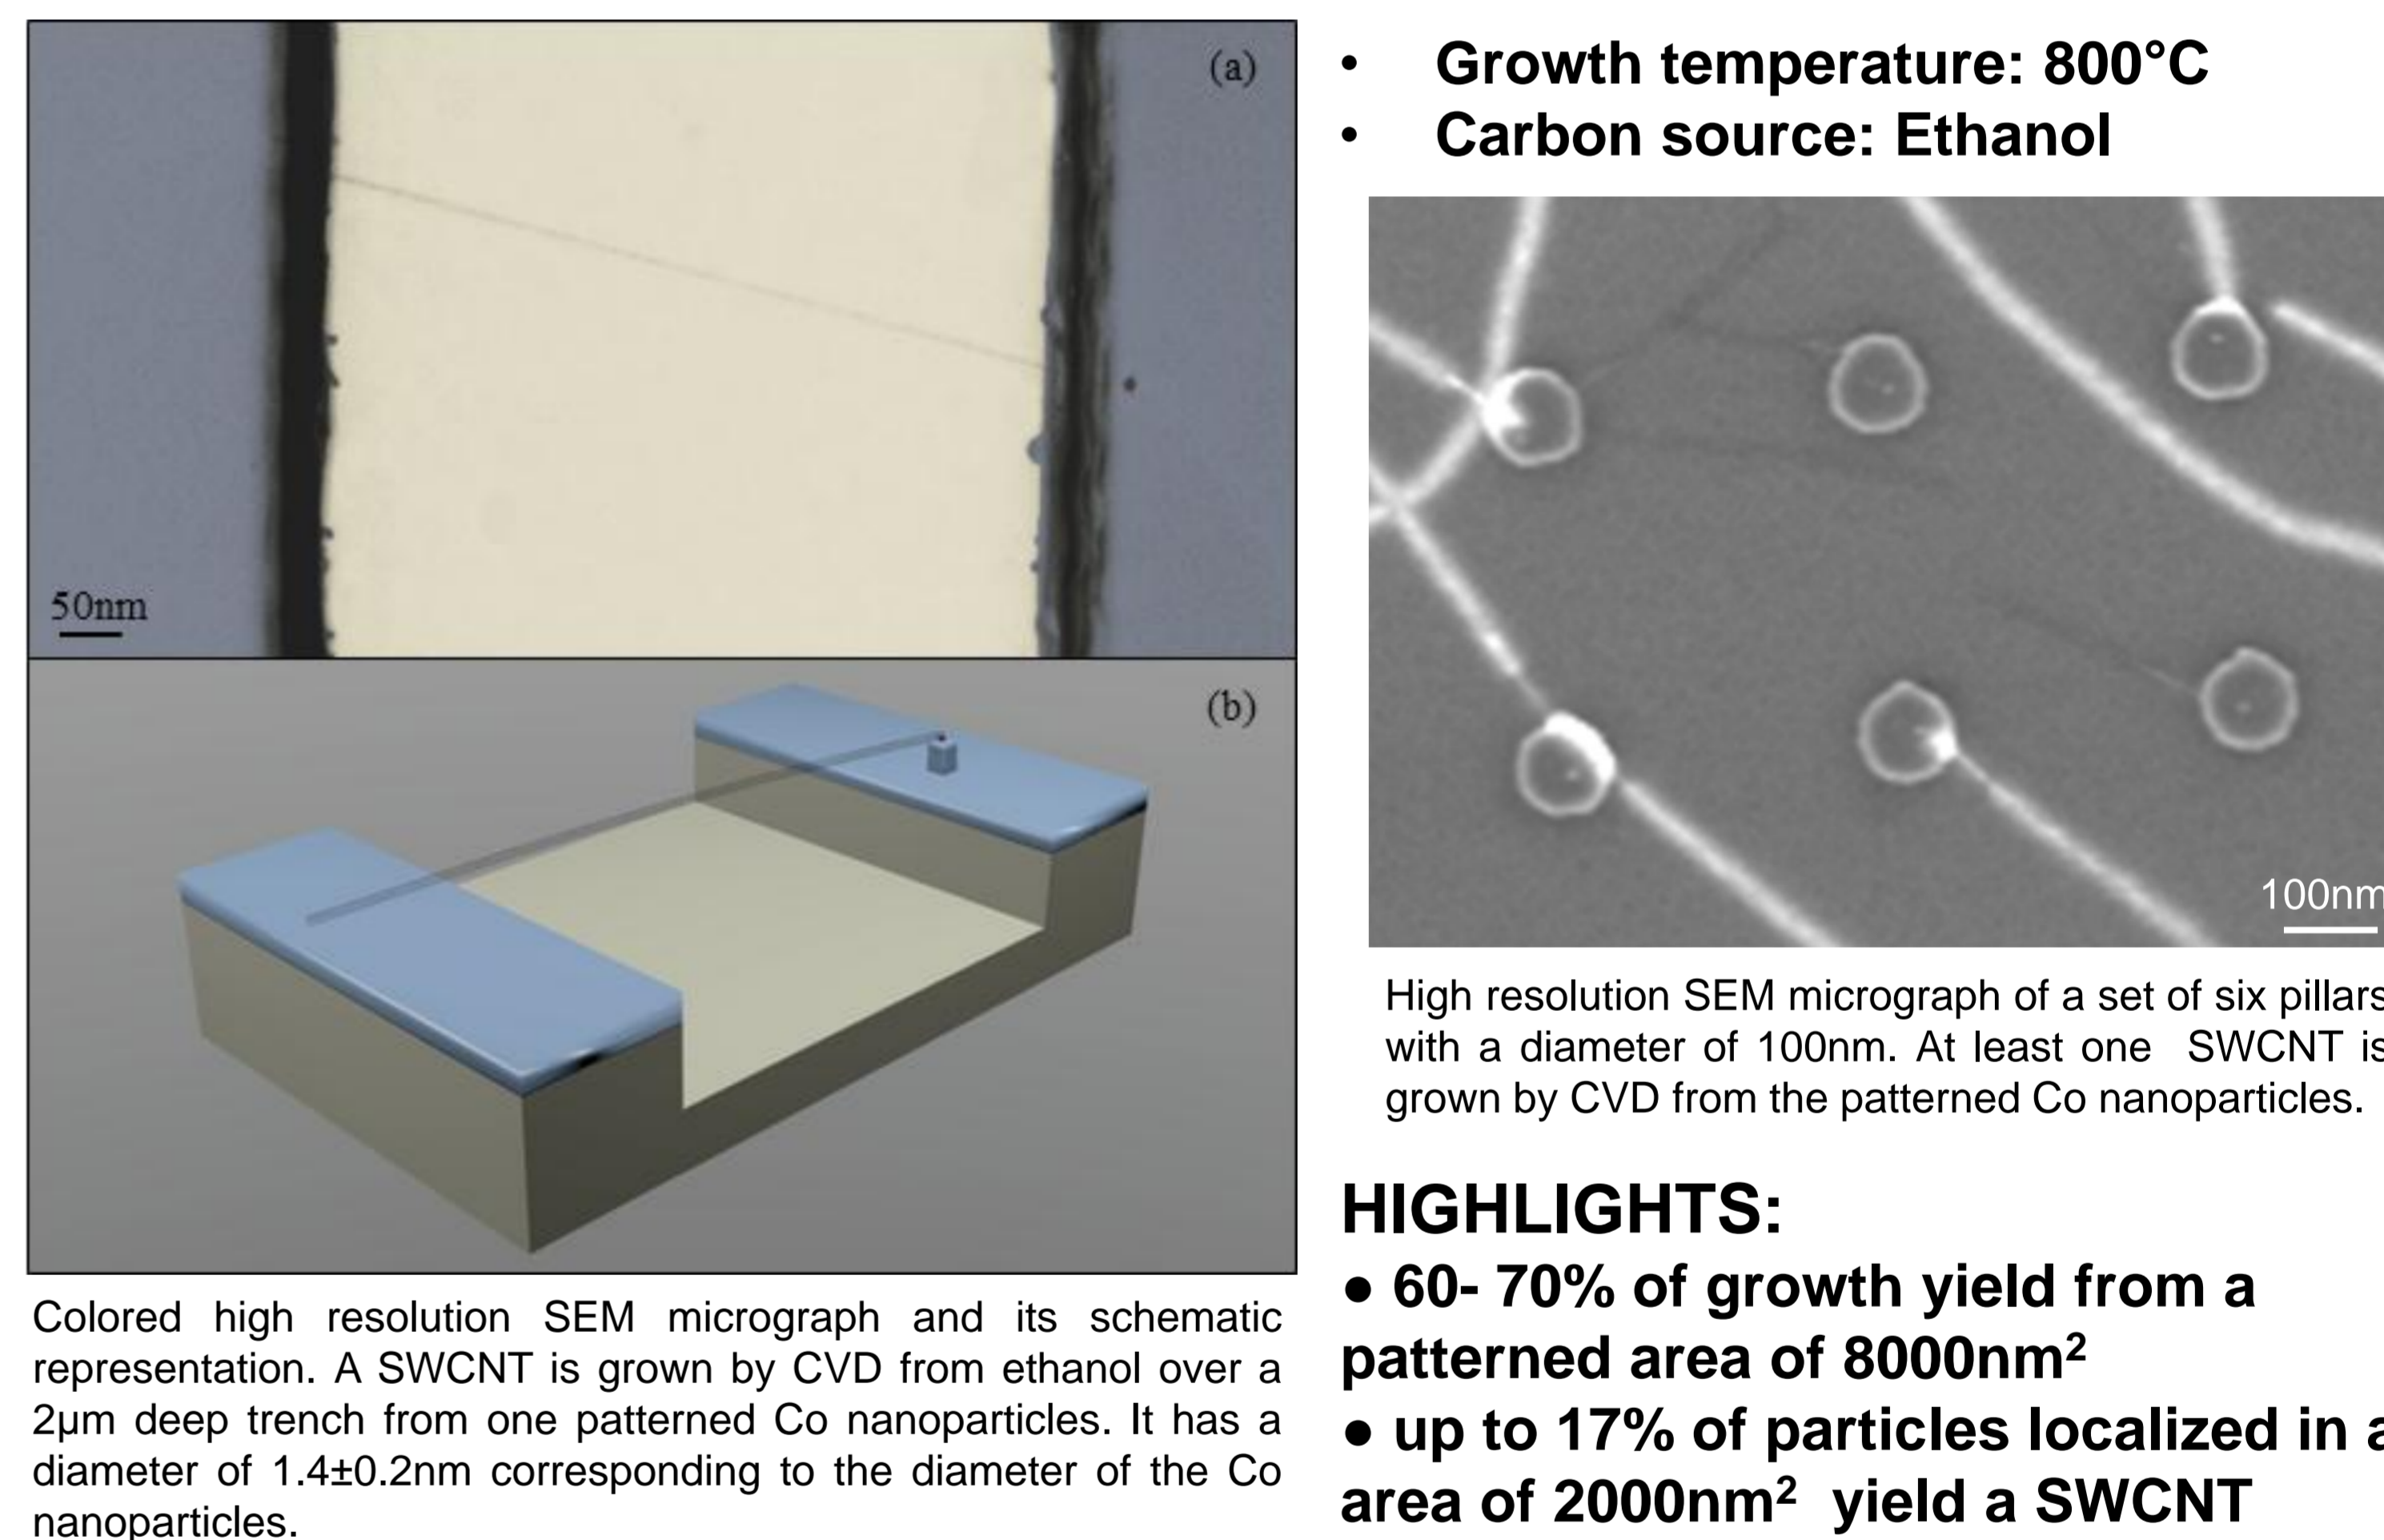 (a)
50nm
(b)
Colored high resolution SEM micrograph and its schematic
representation. A SWCNT is grown by CVD from ethanol over a
2µm deep trench from one patterned Co nanoparticles. It has a
diameter of 1.4±0.2nm corresponding to the diameter of the Co
nanoparticles.
• Growth temperature: 800°C
• Carbon source: Ethanol
100nm
High resolution SEM micrograph of a set of six pillars
with a diameter of 100nm. At least one SWCNT is
grown by CVD from the patterned Co nanoparticles.
HIGHLIGHTS:
● 60- 70% of growth yield from a
patterned area of 8000nm²
● up to 17% of particles localized in a
area of 2000nm² yield a SWCNT